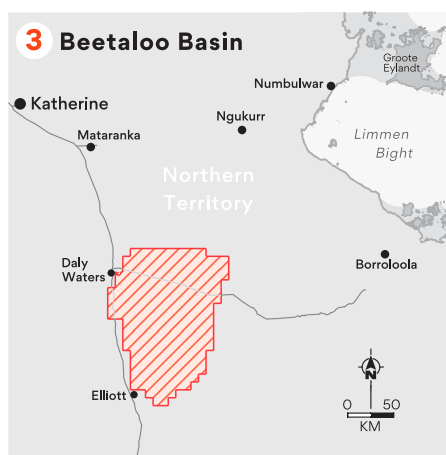 3 Beetaloo Basin
Groote
Eylandt
Numbulwar
Katherine
Ngukurr
Mataranka
Limmen
Bight
Northern
Territory
Daly
Waters
Borroloola
N
Elliott
0 50
KM